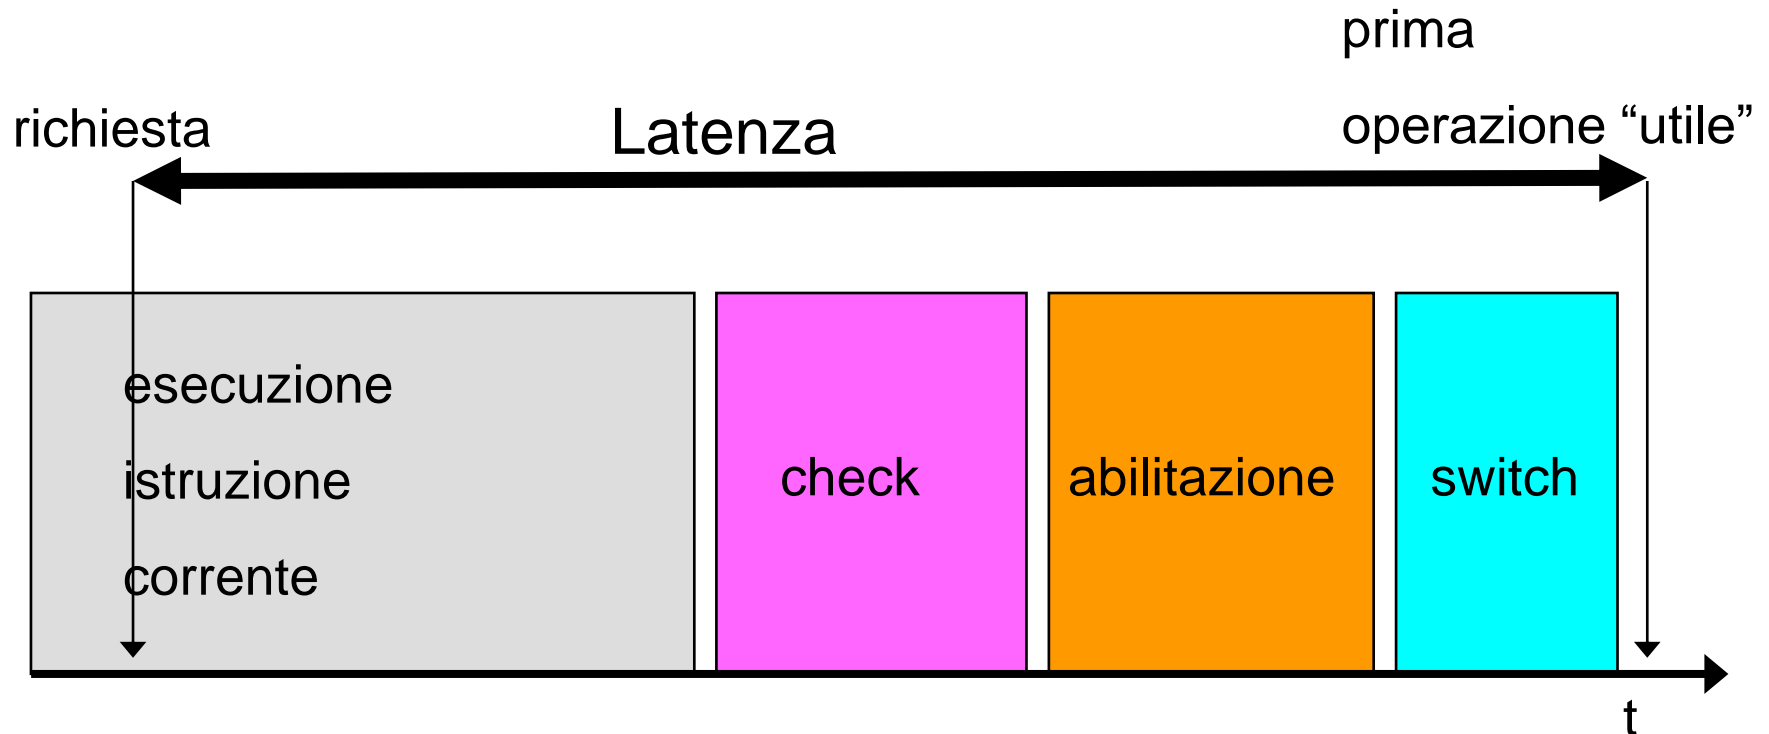 prima
richiesta
Latenza
operazione “utile”
esecuzione
istruzione
corrente
check
abilitazione
switch
t